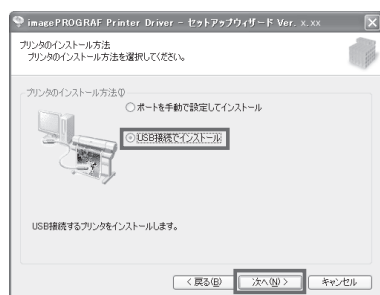 imagePROGRAF Printer Driver - セットアップウィザード Ver. x.xx
プリンタのインストール方法
プリンタのインストール方法を選択してください。
プリンタのインストール方法(I)
ポートを手動で設定してインストール
USB接続でインストール
USB接続するプリンタをインストールします。
< 戻る(B)
次へ(N) >
キャンセル